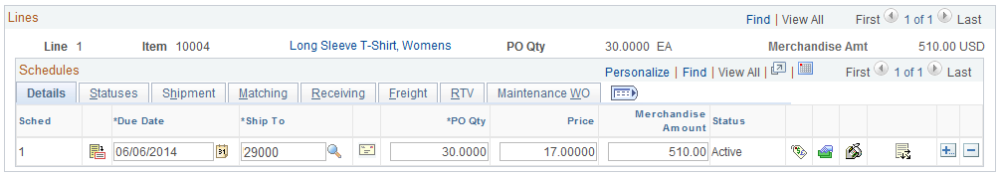 Lines Find | View All First 1 of 1 Last
Line 1 Item 10004 Long Sleeve T-Shirt, Womens PO Qty 30.0000 EA Merchandise Amt 510.00 USD
Schedules Personalize | Find | View All | | First 1 of 1 Last
Details Statuses Shipment Matching Receiving Freight RTV Maintenance WO
Sched *Due Date *Ship To *PO Qty Price Merchandise Amount Status
1 06/06/2014 31 29000 30.0000 17.00000 510.00 Active